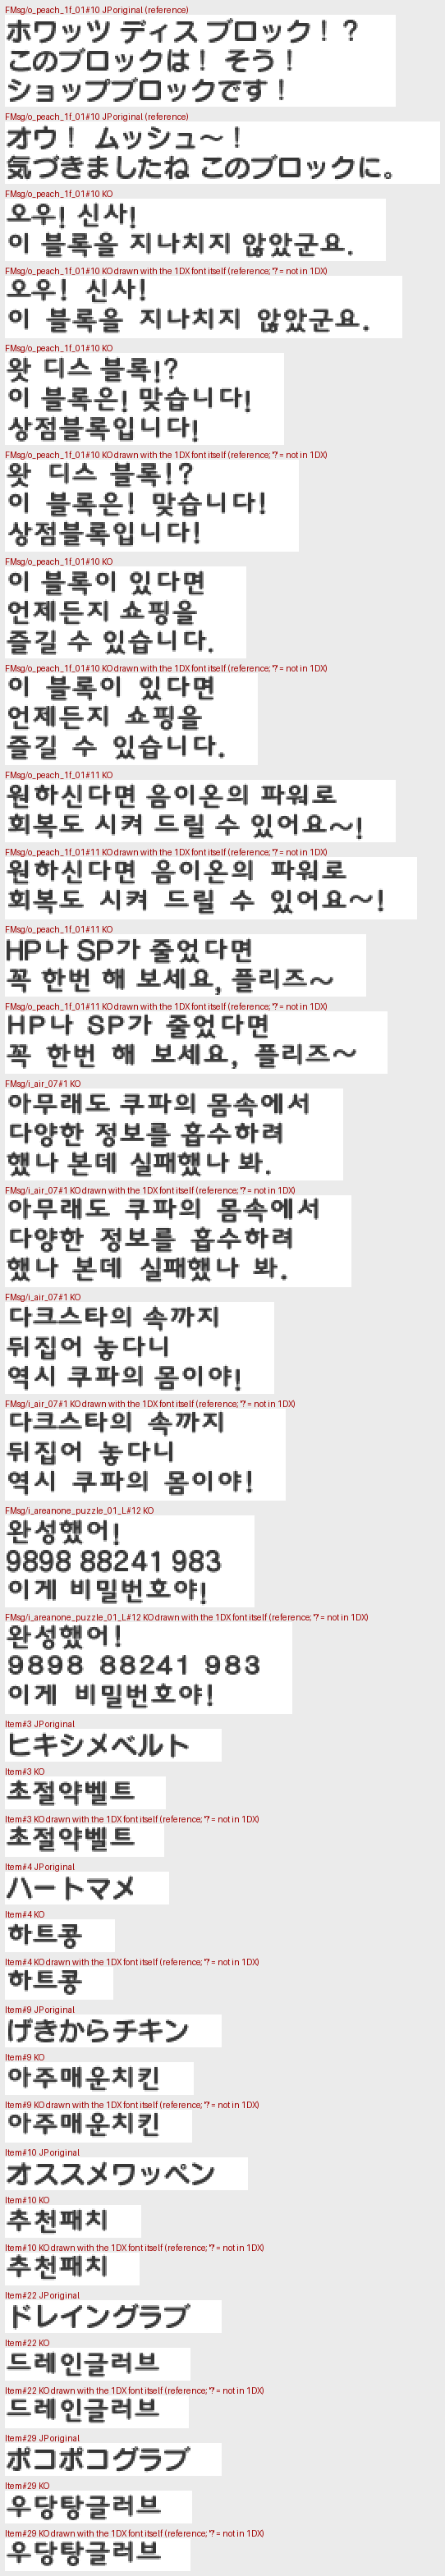 FMsg/o_peach_1f_01#10 JP original (reference)
ホワッツ ディス ブロック！？
このブロックは！ そう！
ショップブロックです！
FMsg/o_peach_1f_01#10 JP original (reference)
オウ！ ムッシュ～！
気づきましたね このブロックに。
FMsg/o_peach_1f_01#10 KO
오우! 신사!
이 블록을 지나치지 않았군요.
FMsg/o_peach_1f_01#10 KO drawn with the 1DX font itself (reference; '?' = not in 1DX)
오우! 신사!
이 블록을 지나치지 않았군요.
FMsg/o_peach_1f_01#10 KO
왓 디스 블록!?
이 블록은! 맞습니다!
상점블록입니다!
FMsg/o_peach_1f_01#10 KO drawn with the 1DX font itself (reference; '?' = not in 1DX)
왓 디스 블록!?
이 블록은! 맞습니다!
상점블록입니다!
FMsg/o_peach_1f_01#10 KO
이 블록이 있다면
언제든지 쇼핑을
즐길 수 있습니다.
FMsg/o_peach_1f_01#10 KO drawn with the 1DX font itself (reference; '?' = not in 1DX)
이 블록이 있다면
언제든지 쇼핑을
즐길 수 있습니다.
FMsg/o_peach_1f_01#11 KO
원하신다면 음이온의 파워로
회복도 시켜 드릴 수 있어요~!
FMsg/o_peach_1f_01#11 KO drawn with the 1DX font itself (reference; '?' = not in 1DX)
원하신다면 음이온의 파워로
회복도 시켜 드릴 수 있어요~!
FMsg/o_peach_1f_01#11 KO
HP나 SP가 줄었다면
꼭 한번 해 보세요, 플리즈~
FMsg/o_peach_1f_01#11 KO drawn with the 1DX font itself (reference; '?' = not in 1DX)
HP나 SP가 줄었다면
꼭 한번 해 보세요, 플리즈~
FMsg/i_air_07#1 KO
아무래도 쿠파의 몸속에서
다양한 정보를 흡수하려
했나 본데 실패했나 봐.
FMsg/i_air_07#1 KO drawn with the 1DX font itself (reference; '?' = not in 1DX)
아무래도 쿠파의 몸속에서
다양한 정보를 흡수하려
했나 본데 실패했나 봐.
FMsg/i_air_07#1 KO
다크스타의 속까지
뒤집어 놓다니
역시 쿠파의 몸이야!
FMsg/i_air_07#1 KO drawn with the 1DX font itself (reference; '?' = not in 1DX)
다크스타의 속까지
뒤집어 놓다니
역시 쿠파의 몸이야!
FMsg/i_areanone_puzzle_01_L#12 KO
완성했어!
9898 88241 983
이게 비밀번호야!
FMsg/i_areanone_puzzle_01_L#12 KO drawn with the 1DX font itself (reference; '?' = not in 1DX)
완성했어!
9898 88241 983
이게 비밀번호야!
Item#3 JP original
ヒキシメベルト
Item#3 KO
초절약벨트
Item#3 KO drawn with the 1DX font itself (reference; '?' = not in 1DX)
초절약벨트
Item#4 JP original
ハートマメ
Item#4 KO
하트콩
Item#4 KO drawn with the 1DX font itself (reference; '?' = not in 1DX)
하트콩
Item#9 JP original
げきからチキン
Item#9 KO
아주매운치킨
Item#9 KO drawn with the 1DX font itself (reference; '?' = not in 1DX)
아주매운치킨
Item#10 JP original
オススメワッペン
Item#10 KO
추천패치
Item#10 KO drawn with the 1DX font itself (reference; '?' = not in 1DX)
추천패치
Item#22 JP original
ドレイングラブ
Item#22 KO
드레인글러브
Item#22 KO drawn with the 1DX font itself (reference; '?' = not in 1DX)
드레인글러브
Item#29 JP original
ポコポコグラブ
Item#29 KO
우당탕글러브
Item#29 KO drawn with the 1DX font itself (reference; '?' = not in 1DX)
우당탕글러브